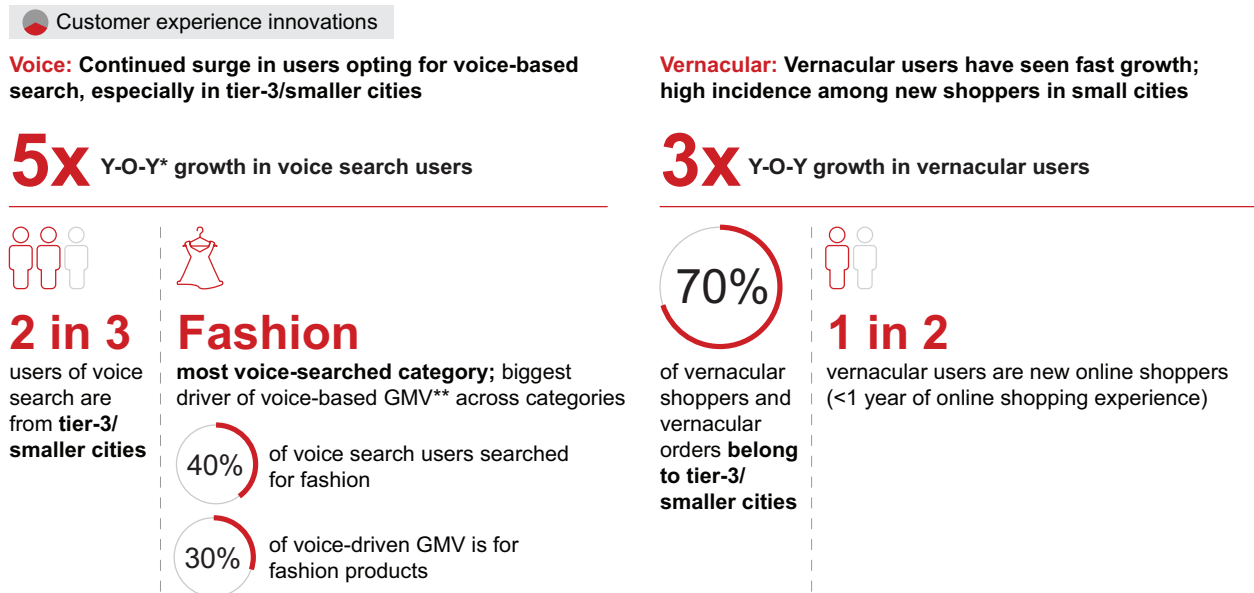 Customer experience innovations
Voice: Continued surge in users opting for voice-based
search, especially in tier-3/smaller cities
5x Y-O-Y* growth in voice search users
2 in 3
users of voice
search are
from tier-3/
smaller cities
Fashion
most voice-searched category; biggest
driver of voice-based GMV** across categories
40%
of voice search users searched
for fashion
30%
of voice-driven GMV is for
fashion products
Vernacular: Vernacular users have seen fast growth;
high incidence among new shoppers in small cities
3x Y-O-Y growth in vernacular users
70%
of vernacular
shoppers and
vernacular
orders belong
to tier-3/
smaller cities
1 in 2
vernacular users are new online shoppers
(<1 year of online shopping experience)